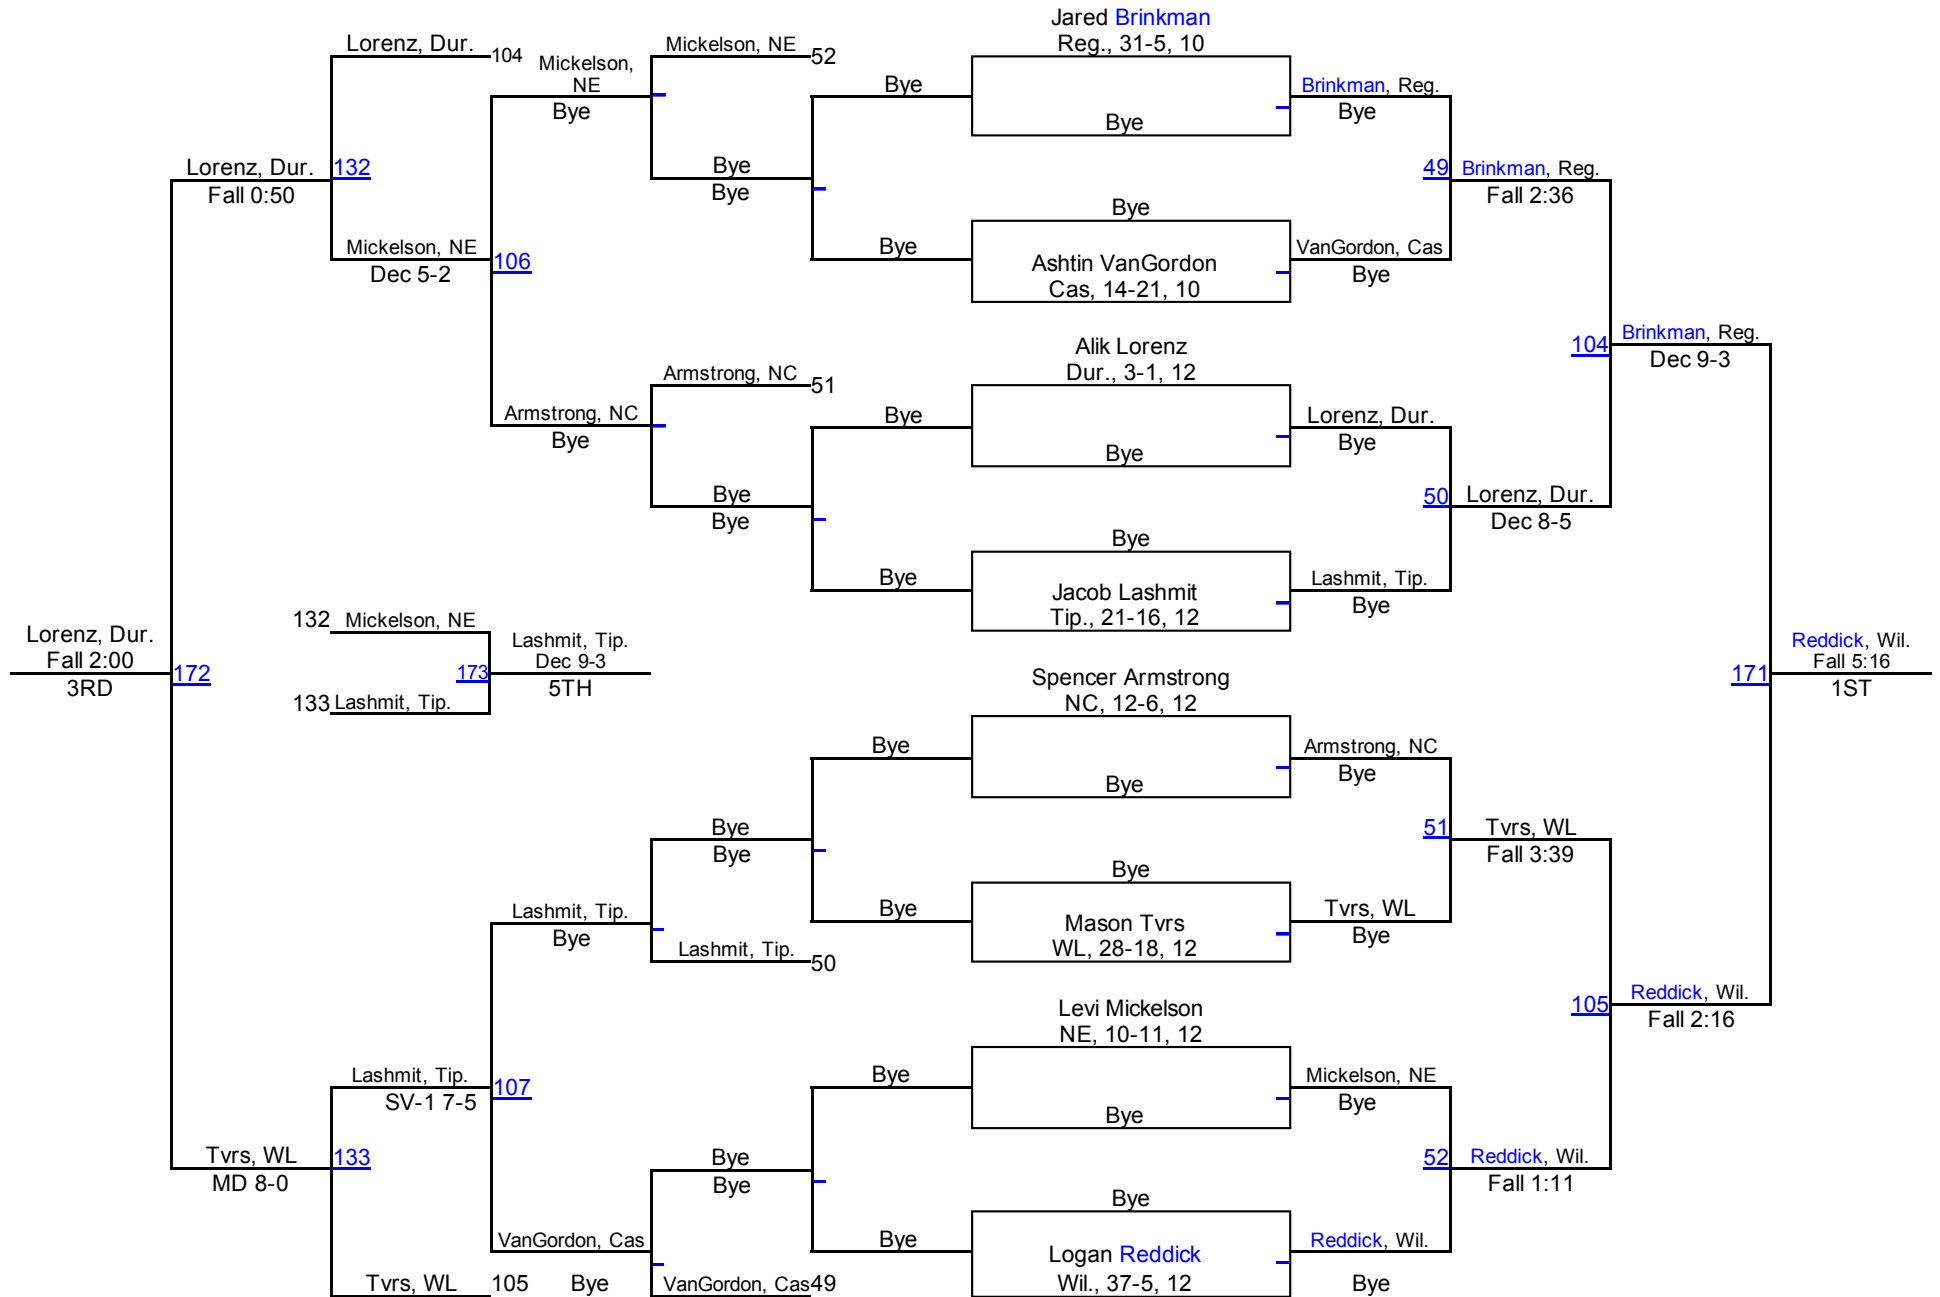 Jared Brinkman
Reg., 31-5, 10
Lorenz, Dur.
104
Mickelson, NE
52
Mickelson,
NE
Bye
Bye
Bye
Brinkman, Reg.
Bye
Lorenz, Dur.
132
Fall 0:50
Bye
Bye
49
Brinkman, Reg.
Fall 2:36
Mickelson, NE
Dec 5-2
106
Bye
Bye
Ashtin VanGordon
Cas, 14-21, 10
VanGordon, Cas
Bye
104
Brinkman, Reg.
Dec 9-3
Alik Lorenz
Dur., 3-1, 12
Armstrong, NC
51
Armstrong, NC
Bye
Bye
Bye
Lorenz, Dur.
Bye
Bye
Bye
50
Lorenz, Dur.
Dec 8-5
Bye
Bye
Jacob Lashmit
Tip., 21-16, 12
Lashmit, Tip.
Bye
Lorenz, Dur.
Fall 2:00
3RD
172
132
Mickelson, NE
133
Lashmit, Tip.
173
Lashmit, Tip.
Dec 9-3
5TH
171
Reddick, Wil.
Fall 5:16
1ST
Spencer Armstrong
NC, 12-6, 12
Bye
Bye
Armstrong, NC
Bye
Bye
Bye
51
Tvrs, WL
Fall 3:39
Lashmit, Tip.
Bye
Bye
Bye
Mason Tvrs
WL, 28-18, 12
Tvrs, WL
Bye
Lashmit, Tip.
50
105
Reddick, Wil.
Fall 2:16
Levi Mickelson
NE, 10-11, 12
Lashmit, Tip.
SV-1 7-5
107
Bye
Bye
Mickelson, NE
Bye
Tvrs, WL
MD 8-0
133
Bye
Bye
52
Reddick, Wil.
Fall 1:11
Bye
Bye
Logan Reddick
Wil., 37-5, 12
Reddick, Wil.
Bye
VanGordon, Cas
Bye
Tvrs, WL
105
VanGordon, Cas
49